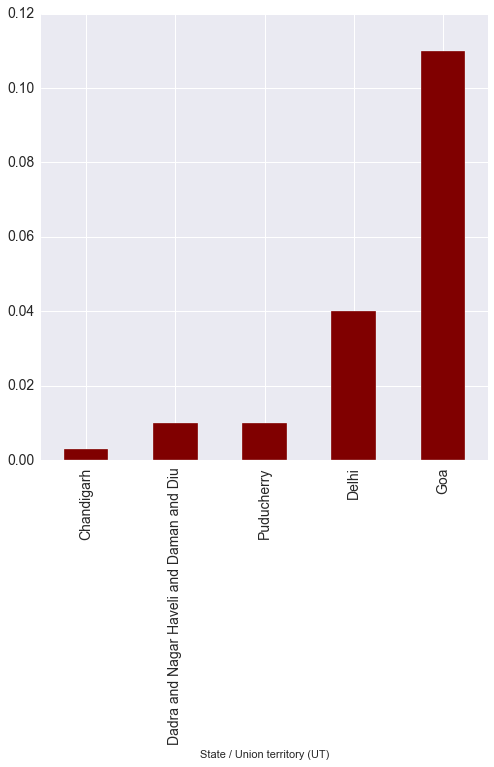 0.12
0.10
0.08
0.06
0.04
0.02
0.00
Chandigarh
Dadra and Nagar Haveli and Daman and Diu
Puducherry
Delhi
Goa
State / Union territory (UT)